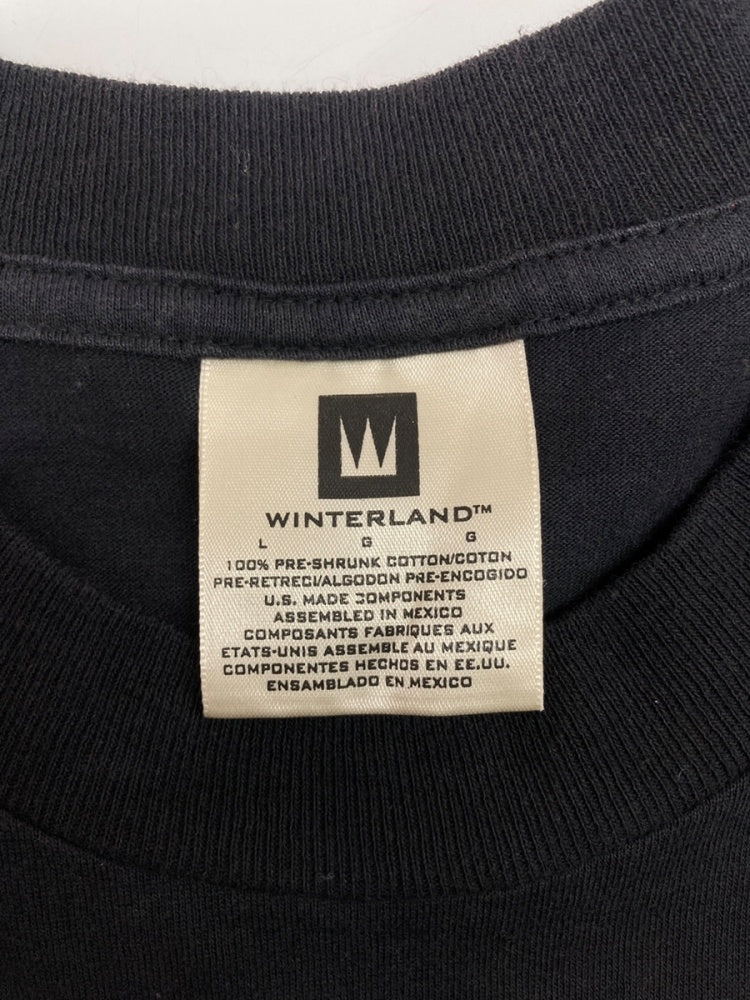 W
WINTERLAND™
L G G
100% PRE-SHRUNK COTTON/COTON
PRE-RETRECI/ALGODON PRE-ENCOGIDO
U.S. MADE COMPONENTS
ASSEMBLED IN MEXICO
COMPOSANTS FABRIQUES AUX
ETATS-UNIS ASSEMBLE AU MEXIQUE
COMPONENTES HECHOS EN EE.UU.
ENSAMBLADO EN MEXICO